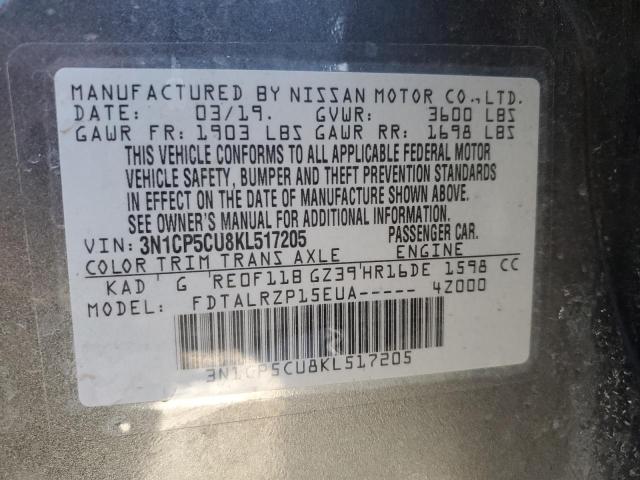 MANUFACTURED BY NISSAN MOTOR CO.,LTD.
DATE: 03/19. GVWR: 3600 LBS
GAWR FR: 1903 LBS GAWR RR: 1698 LBS
THIS VEHICLE CONFORMS TO ALL APPLICABLE FEDERAL MOTOR
VEHICLE SAFETY, BUMPER AND THEFT PREVENTION STANDARDS
IN EFFECT ON THE DATE OF MANUFACTURE SHOWN ABOVE.
SEE OWNER'S MANUAL FOR ADDITIONAL INFORMATION
VIN: 3N1CP5CU8KL517205 PASSENGER CAR.
COLOR TRIM TRANS AXLE ENGINE
KAD G RE0F11B GZ39 HR16DE 1598 CC
MODEL: FDTALRZP15EUA----- 4Z000
3N1CP5CU8KL517205